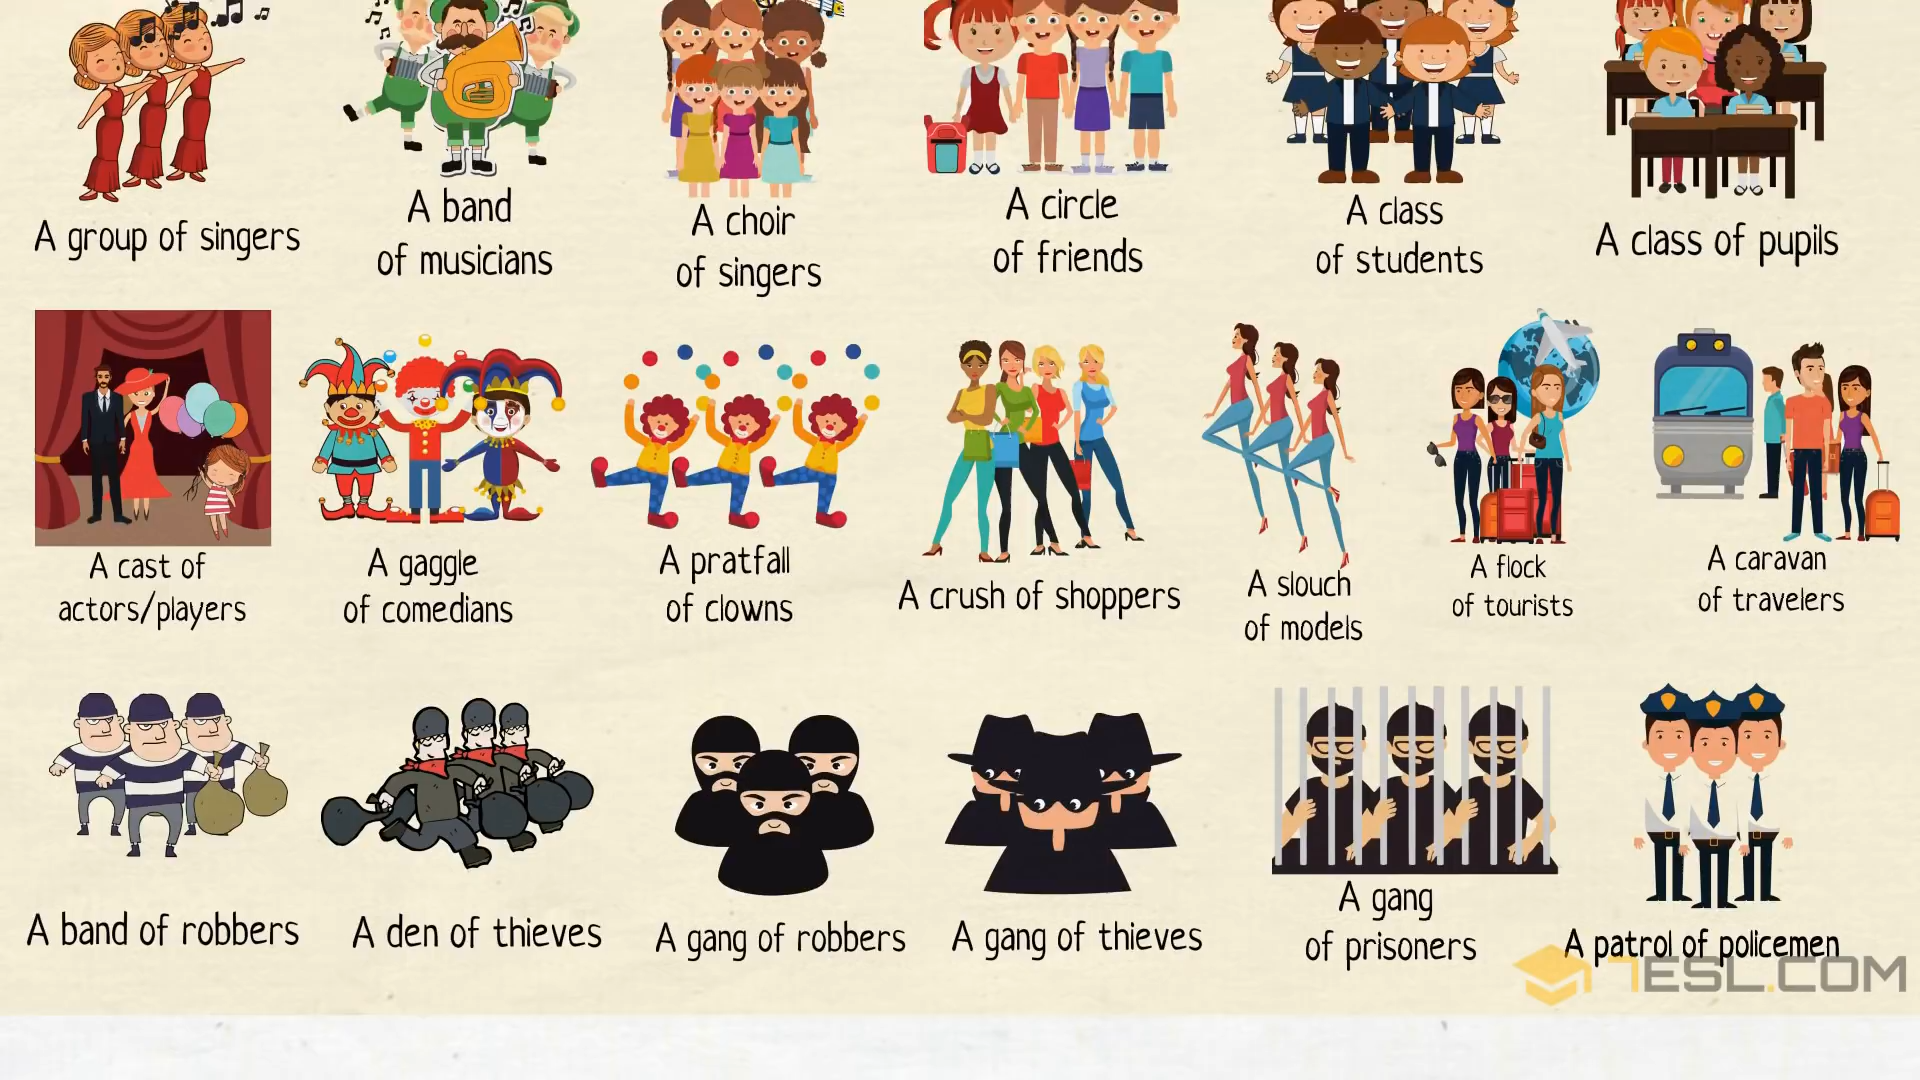 A group of singers
A band
of musicians
A choir
of singers
A circle
of friends
A class
of students
A class of pupils
A cast of
actors/players
A gaggle
of comedians
A pratfall
of clowns
A crush of shoppers
A slouch
of models
A flock
of tourists
A caravan
of travelers
A band of robbers
A den of thieves
A gang of robbers
A gang of thieves
A gang
of prisoners
A patrol of policemen
7ESL.COM